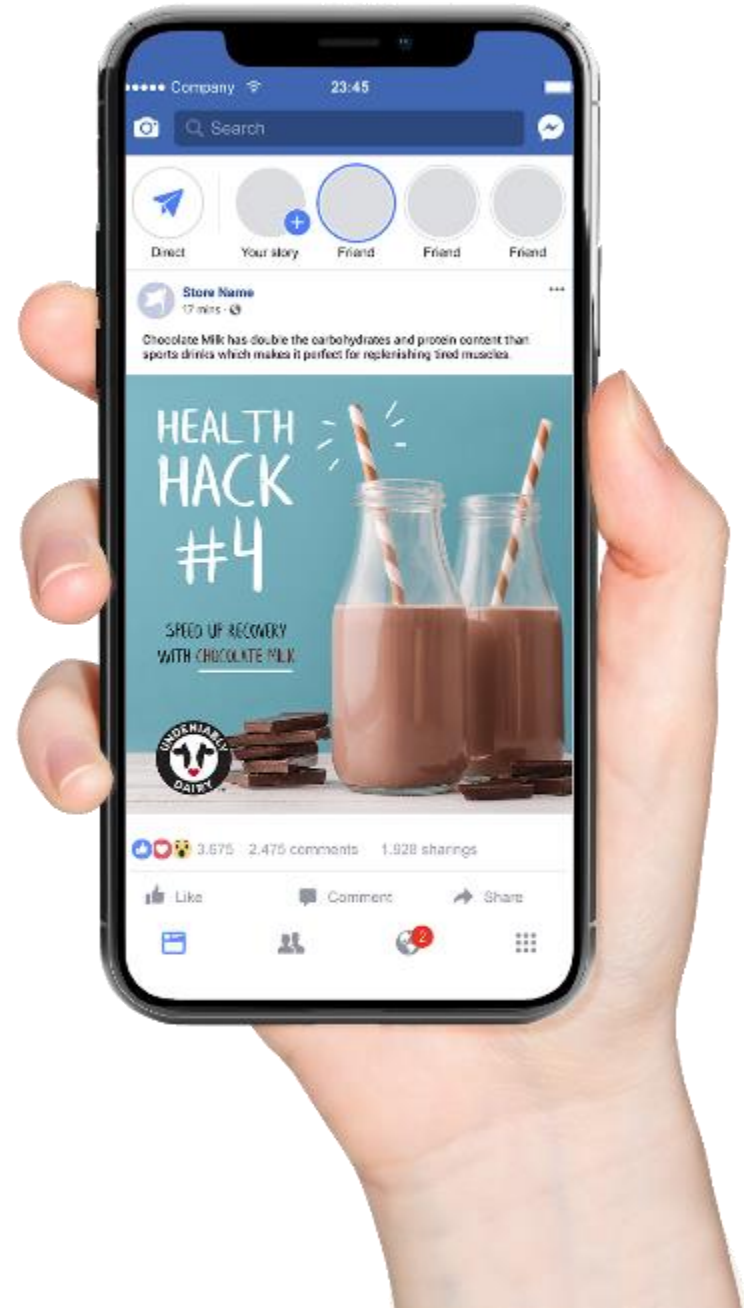 Company
23:45
Search
Direct
Your story
Friend
Friend
Friend
Store Name
17 mins ·
Chocolate Milk has double the carbohydrates and protein content than
sports drinks which makes it perfect for replenishing tired muscles.
HEALTH
HACK
#4
SPEED UP RECOVERY
WITH CHOCOLATE MILK
UNDENIABLY
DAIRY
3.675
2,475 comments
1.928 sharings
Like
Comment
Share
2